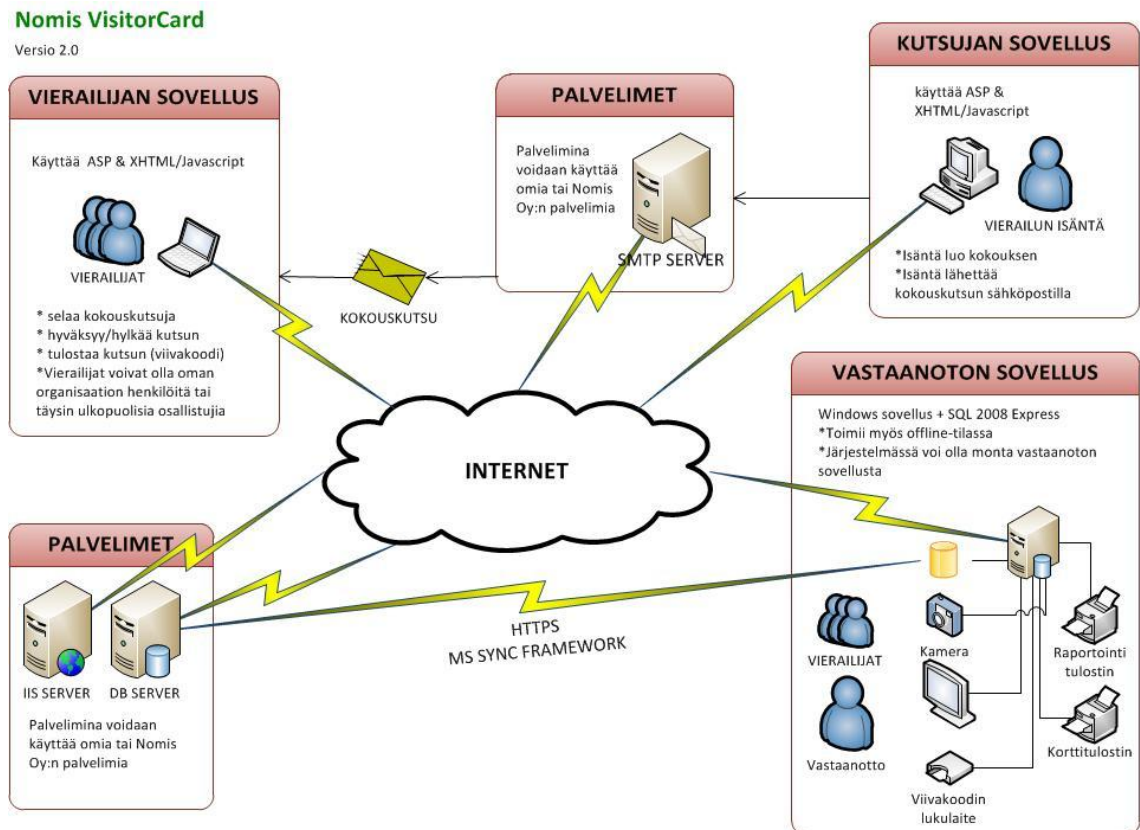 Nomis VisitorCard
Versio 2.0
VIERAILIJAN SOVELLUS
Käyttää ASP & XHTML/Javascript
VIERAILIJAT
* selaa kokouskutsuja
* hyväksyy/hylkää kutsun
* tulostaa kutsun (viivakoodi)
*Vierailijat voivat olla oman
organisaation henkilöitä tai
täysin ulkopuolisia osallistujia
KOKOUSKUTSU
PALVELIMET
Palvelimina
voidaan käyttää
omia tai Nomis
Oy:n palvelimia
SMTP SERVER
KUTSUJAN SOVELLUS
käyttää ASP &
XHTML/Javascript
VIERAILUN ISÄNTÄ
*Isäntä luo kokouksen
*Isäntä lähettää
kokouskutsun sähköpostilla
INTERNET
PALVELIMET
IIS SERVER
DB SERVER
Palvelimina voidaan
käyttää omia tai Nomis
Oy:n palvelimia
HTTPS
MS SYNC FRAMEWORK
VASTAANOTON SOVELLUS
Windows sovellus + SQL 2008 Express
*Toimii myös offline-tilassa
*Järjestelmässä voi olla monta vastaanoton
sovellusta
VIERAILIJAT
Kamera
Raportointi
tulostin
Vastaanotto
Korttitulostin
Viivakoodin
lukulaite